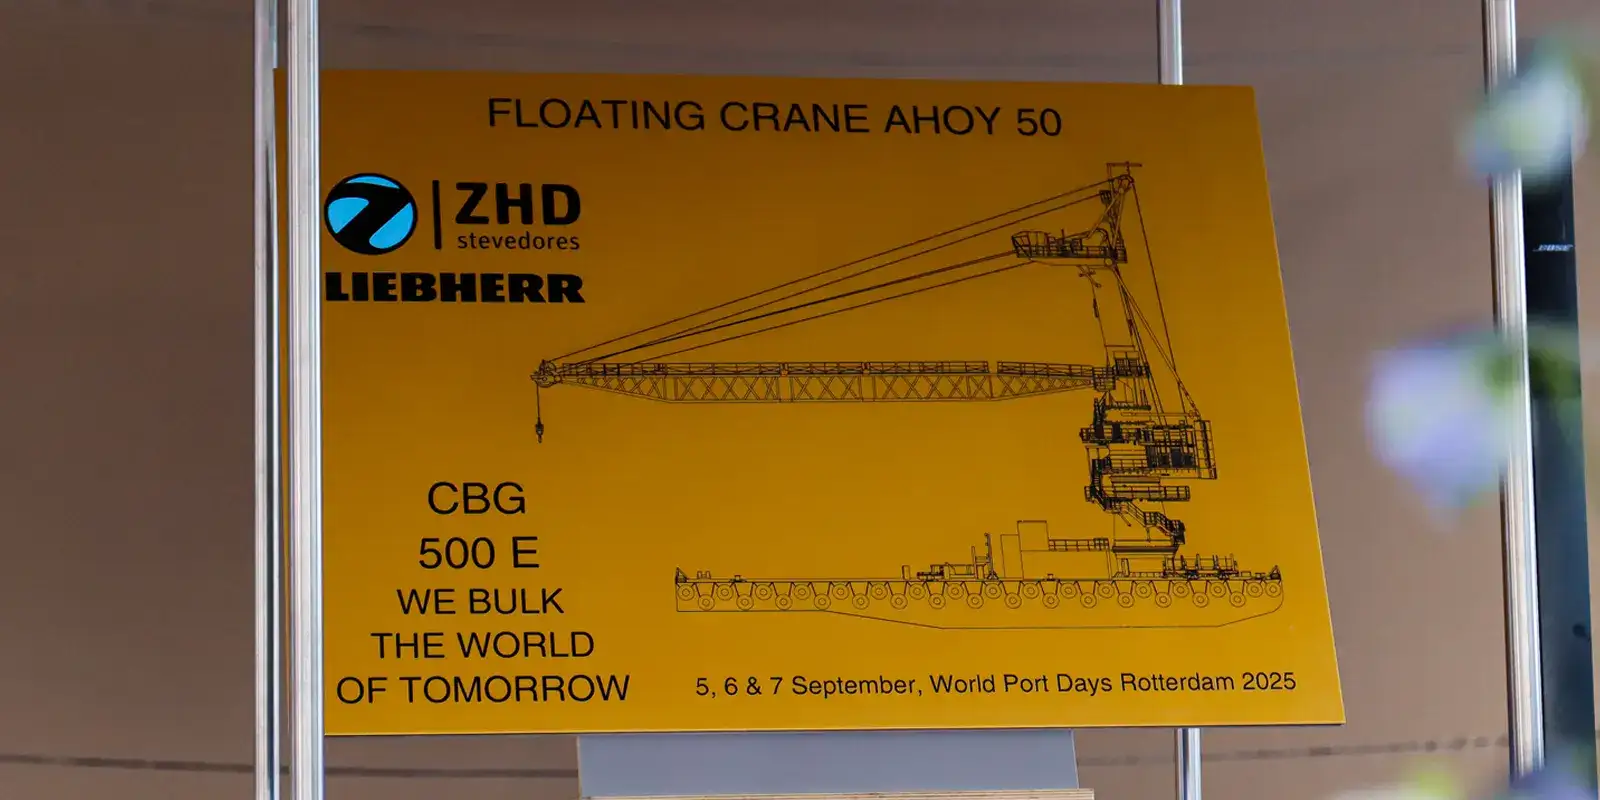 FLOATING CRANE AHOY 50
ZHD
stevedores
LIEBHERR
CBG
500 E
WE BULK
THE WORLD
OF TOMORROW
5, 6 & 7 September, World Port Days Rotterdam 2025
BOSE